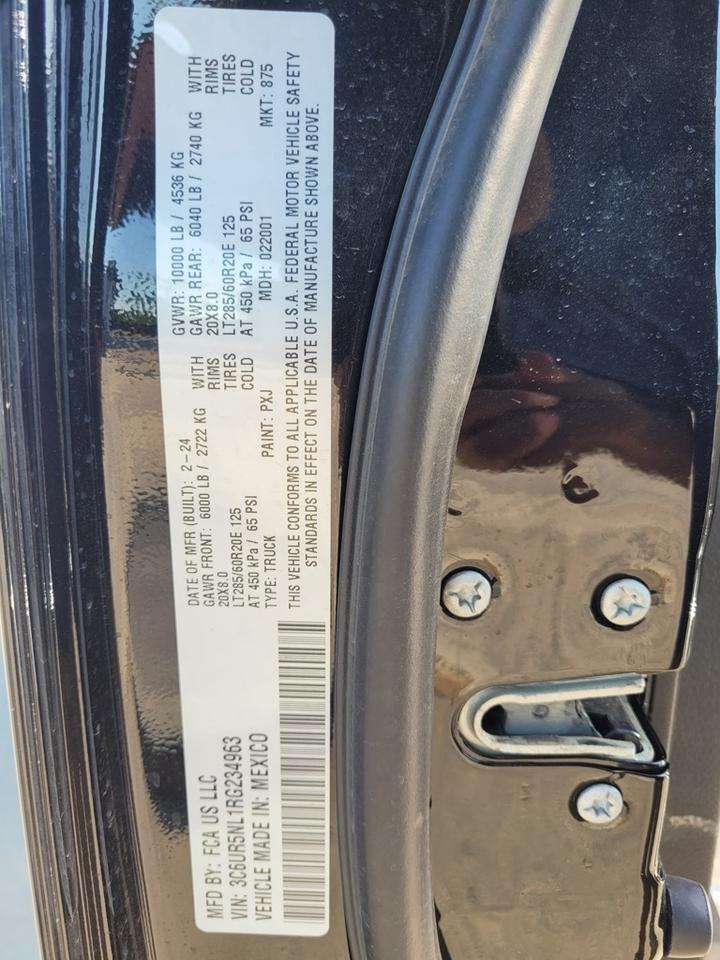 MFD BY: FCA US LLC
VIN: 3C6UR5NL1RG234963
VEHICLE MADE IN: MEXICO
DATE OF MFR (BUILT): 2-24 GVWR: 10000 LB / 4536 KG
GAWR FRONT: 6000 LB / 2722 KG WITH GAWR REAR: 6040 LB / 2740 KG WITH
20X8.0 RIMS 20X8.0 RIMS
LT285/60R20E 125 TIRES LT285/60R20E 125 TIRES
AT 450 kPa / 65 PSI COLD AT 450 kPa / 65 PSI COLD
TYPE: TRUCK PAINT: PXJ MDH: 022001 MKT: 875
THIS VEHICLE CONFORMS TO ALL APPLICABLE U.S.A. FEDERAL MOTOR VEHICLE SAFETY
STANDARDS IN EFFECT ON THE DATE OF MANUFACTURE SHOWN ABOVE.